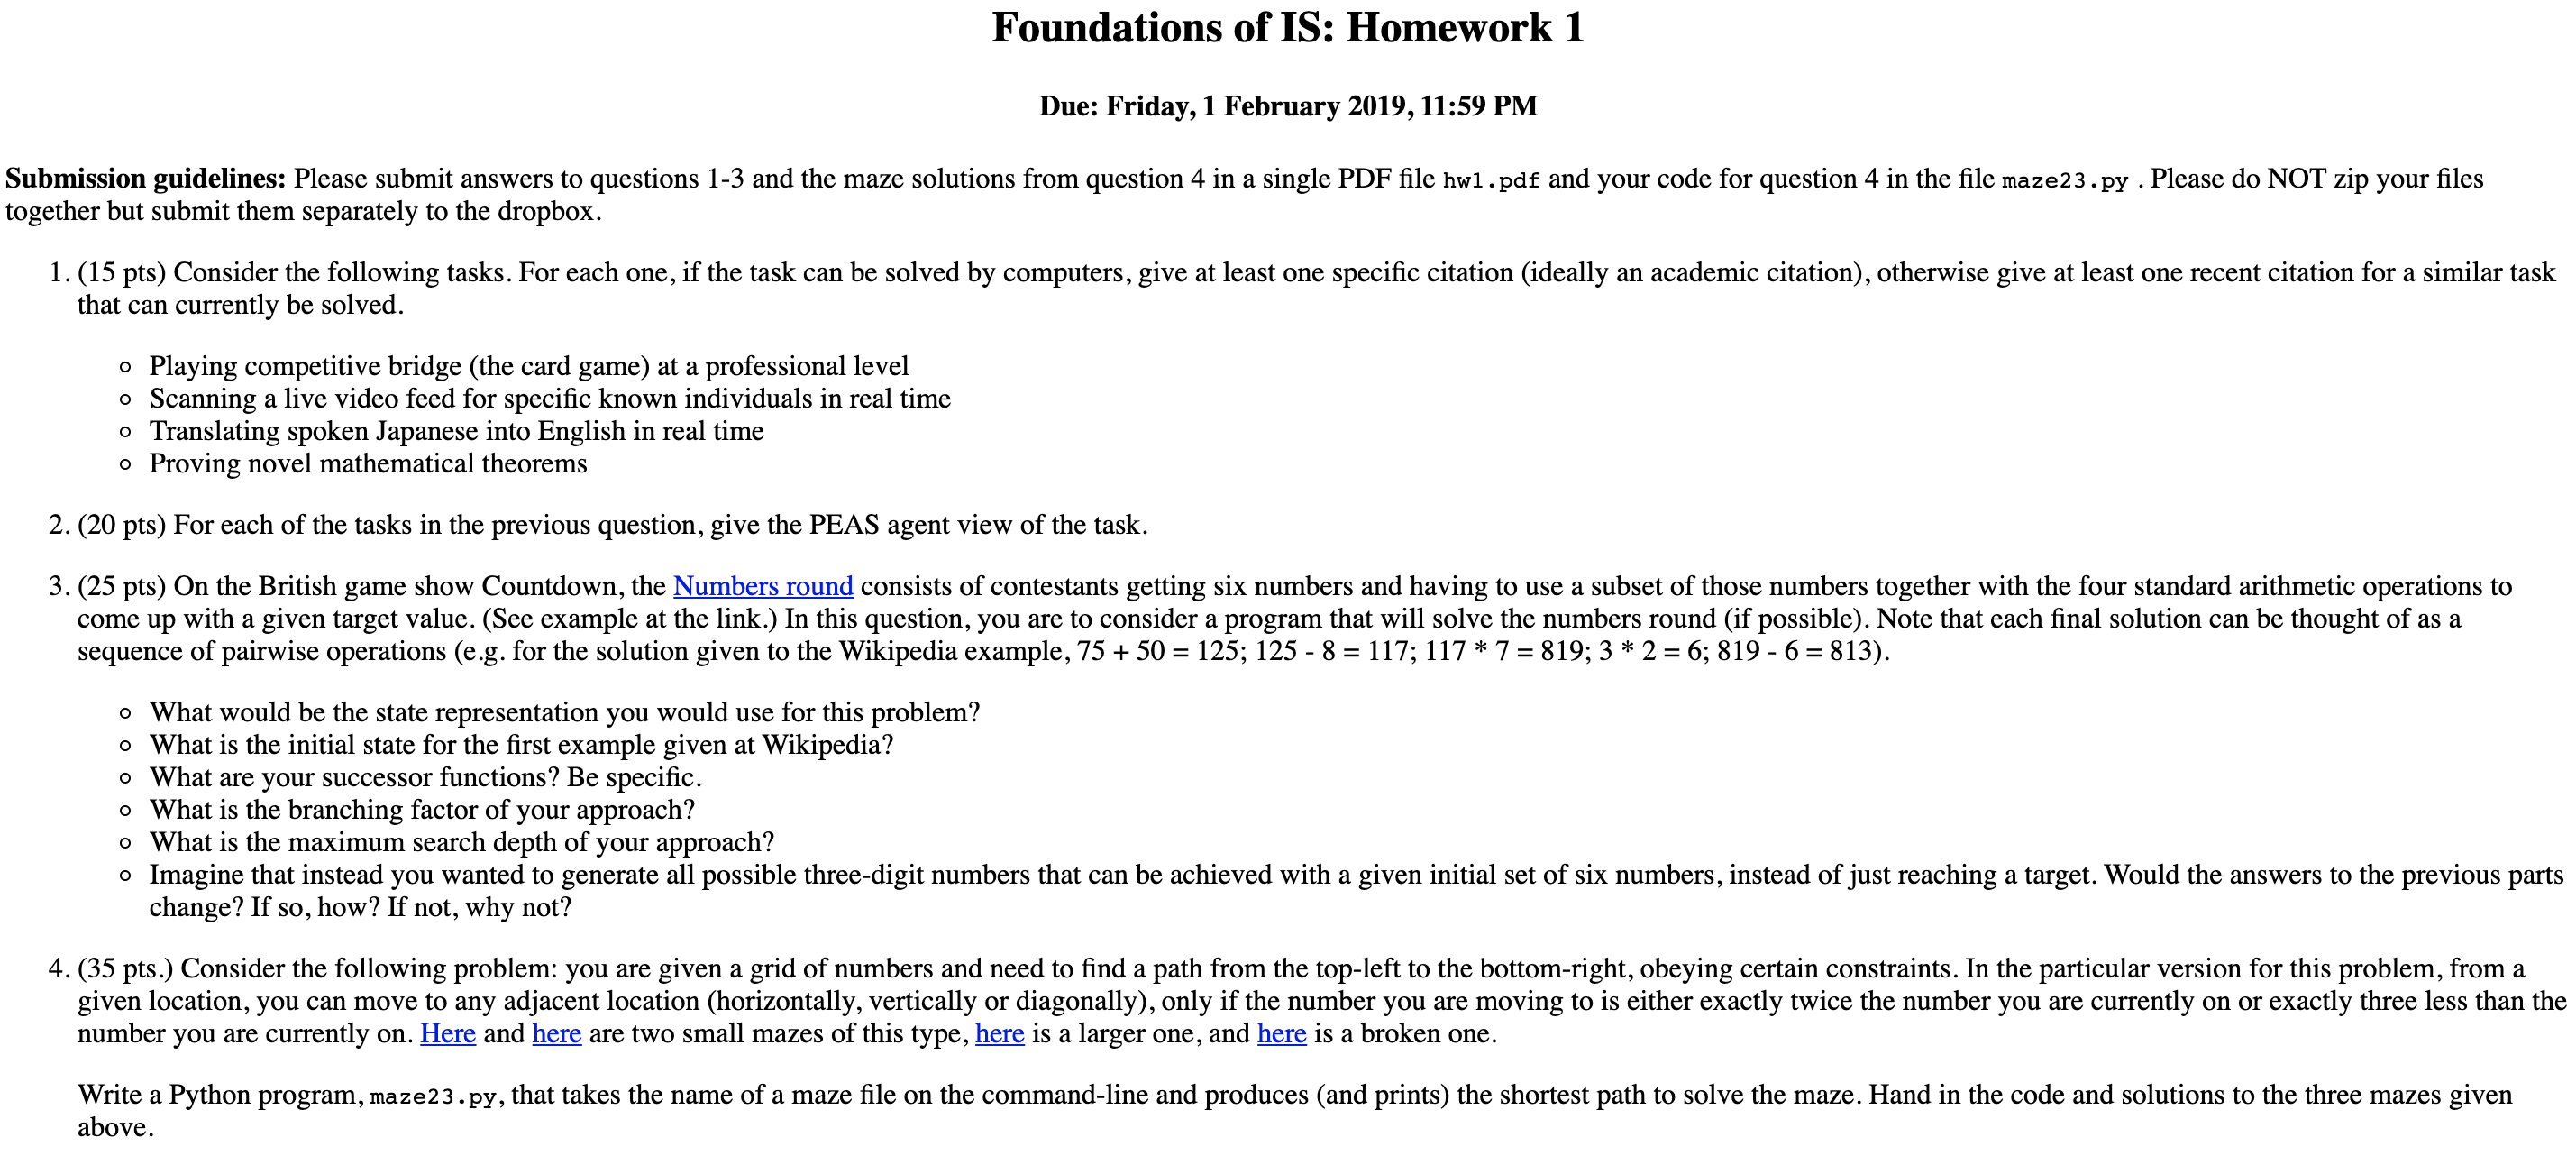 Foundations of IS: Homework 1
Due: Friday, 1 February 2019, 11:59 PM
Submission guidelines: Please submit answers to questions 1-3 and the maze solutions from question 4 in a single PDF file hw1.pdf and your code for question 4 in the file maze23.py . Please do NOT zip your files
together but submit them separately to the dropbox.
1. (15 pts) Consider the following tasks. For each one, if the task can be solved by computers, give at least one specific citation (ideally an academic citation), otherwise give at least one recent citation for a similar task
that can currently be solved.
○ Playing competitive bridge (the card game) at a professional level
○ Scanning a live video feed for specific known individuals in real time
○ Translating spoken Japanese into English in real time
○ Proving novel mathematical theorems
2. (20 pts) For each of the tasks in the previous question, give the PEAS agent view of the task.
3. (25 pts) On the British game show Countdown, the Numbers round consists of contestants getting six numbers and having to use a subset of those numbers together with the four standard arithmetic operations to
come up with a given target value. (See example at the link.) In this question, you are to consider a program that will solve the numbers round (if possible). Note that each final solution can be thought of as a
sequence of pairwise operations (e.g. for the solution given to the Wikipedia example, 75 + 50 = 125; 125 - 8 = 117; 117 * 7 = 819; 3 * 2 = 6; 819 - 6 = 813).
○ What would be the state representation you would use for this problem?
○ What is the initial state for the first example given at Wikipedia?
○ What are your successor functions? Be specific.
○ What is the branching factor of your approach?
○ What is the maximum search depth of your approach?
○ Imagine that instead you wanted to generate all possible three-digit numbers that can be achieved with a given initial set of six numbers, instead of just reaching a target. Would the answers to the previous parts
change? If so, how? If not, why not?
4. (35 pts.) Consider the following problem: you are given a grid of numbers and need to find a path from the top-left to the bottom-right, obeying certain constraints. In the particular version for this problem, from a
given location, you can move to any adjacent location (horizontally, vertically or diagonally), only if the number you are moving to is either exactly twice the number you are currently on or exactly three less than the
number you are currently on. Here and here are two small mazes of this type, here is a larger one, and here is a broken one.
Write a Python program, maze23.py, that takes the name of a maze file on the command-line and produces (and prints) the shortest path to solve the maze. Hand in the code and solutions to the three mazes given
above.